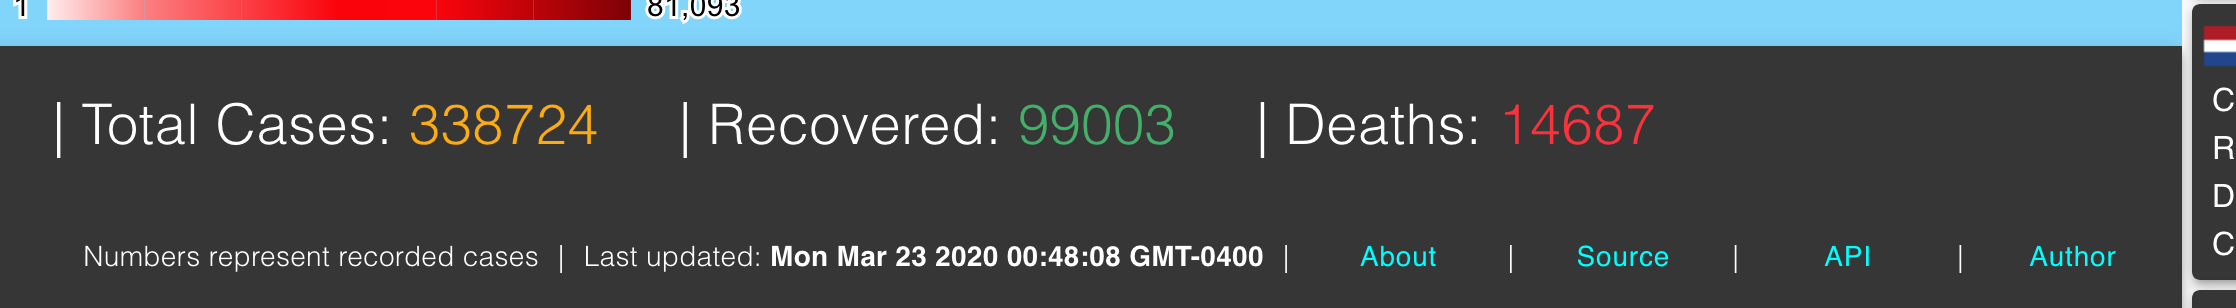 1 81,093
| Total Cases: 338724 | Recovered: 99003 | Deaths: 14687
Numbers represent recorded cases | Last updated: Mon Mar 23 2020 00:48:08 GMT-0400 | About | Source | API | Author
C
R
D
C